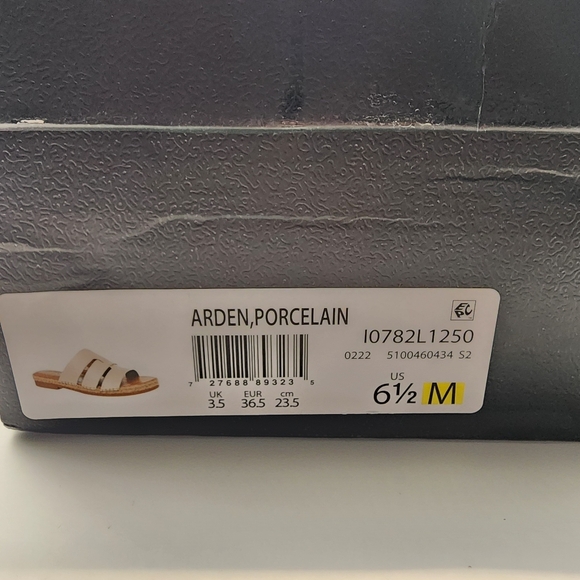 ARDEN,PORCELAIN
I0782L1250
0222 5100460434 S2
7 27688 89323 5
UK EUR cm
3.5 36.5 23.5
US
6½ M